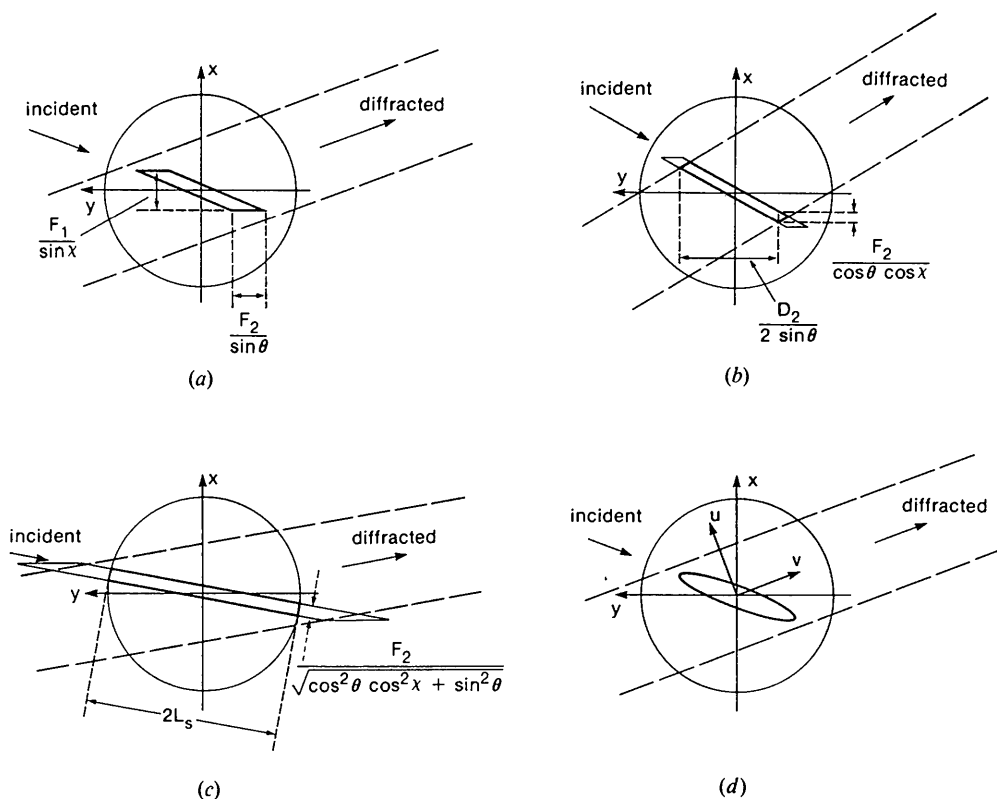 x
incident
diffracted
y
F₁
sin χ
F₂
sin θ
(a)
x
incident
diffracted
y
F₂
cos θ cos χ
D₂
2 sin θ
(b)
x
incident
diffracted
y
F₂
√cos²θ cos²χ + sin²θ
2Lₛ
(c)
x
incident
u
diffracted
v
y
(d)